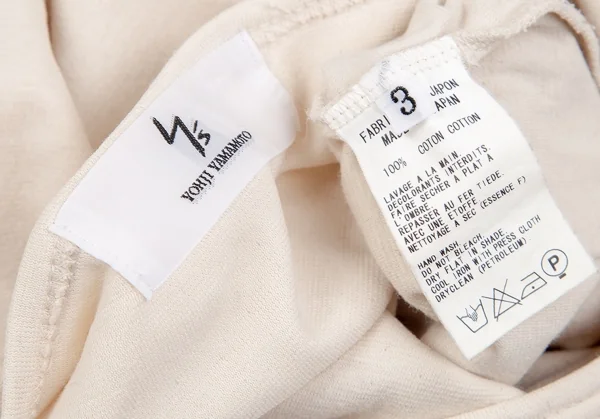 Y's
YOHJI YAMAMOTO
3
FABRI JAPON
MA APAN
100% COTON COTTON
LAVAGE A LA MAIN.
DECOLORANTS INTERDITS.
FAIRE SECHER A PLAT A
L'OMBRE.
REPASSER AU FER TIEDE.
AVEC UNE ETOFFE
NETTOYAGE A SEC (ESSENCE F)
HAND WASH
DO NOT BLEACH.
DRY FLAT IN SHADE
COOL IRON WITH PRESS CLOTH
DRYCLEAN (PETROLEUM)
P